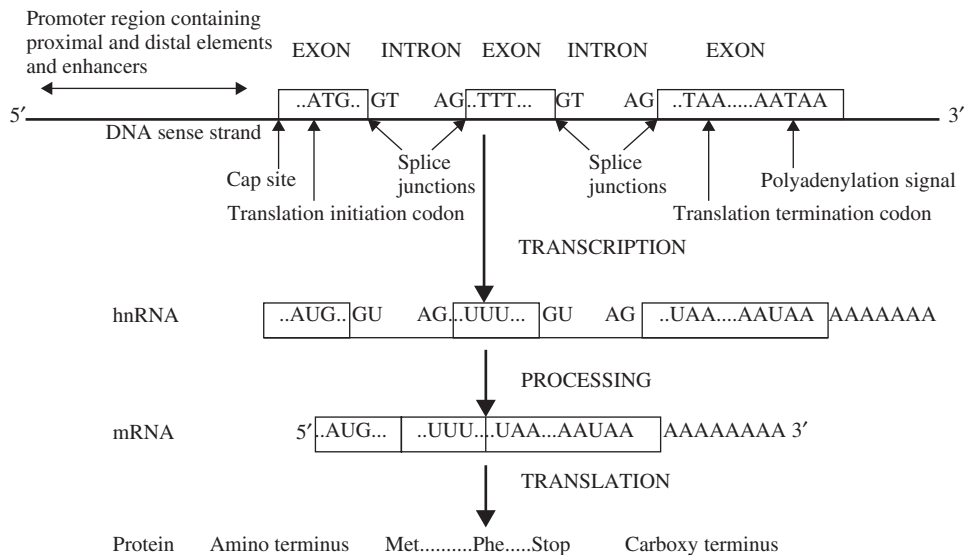 Promoter region containing
proximal and distal elements
and enhancers
EXON INTRON EXON INTRON EXON
5′ ..ATG.. GT AG ..TTT... GT AG ..TAA.....AATAA 3′
DNA sense strand
Cap site
Splice
junctions
Splice
junctions
Polyadenylation signal
Translation initiation codon
Translation termination codon
TRANSCRIPTION
hnRNA ..AUG.. GU AG...UUU... GU AG ..UAA....AAUAA AAAAAAA
PROCESSING
mRNA 5′ ..AUG... ..UUU....UAA...AAUAA AAAAAAAA 3′
TRANSLATION
Protein Amino terminus Met..........Phe.....Stop Carboxy terminus